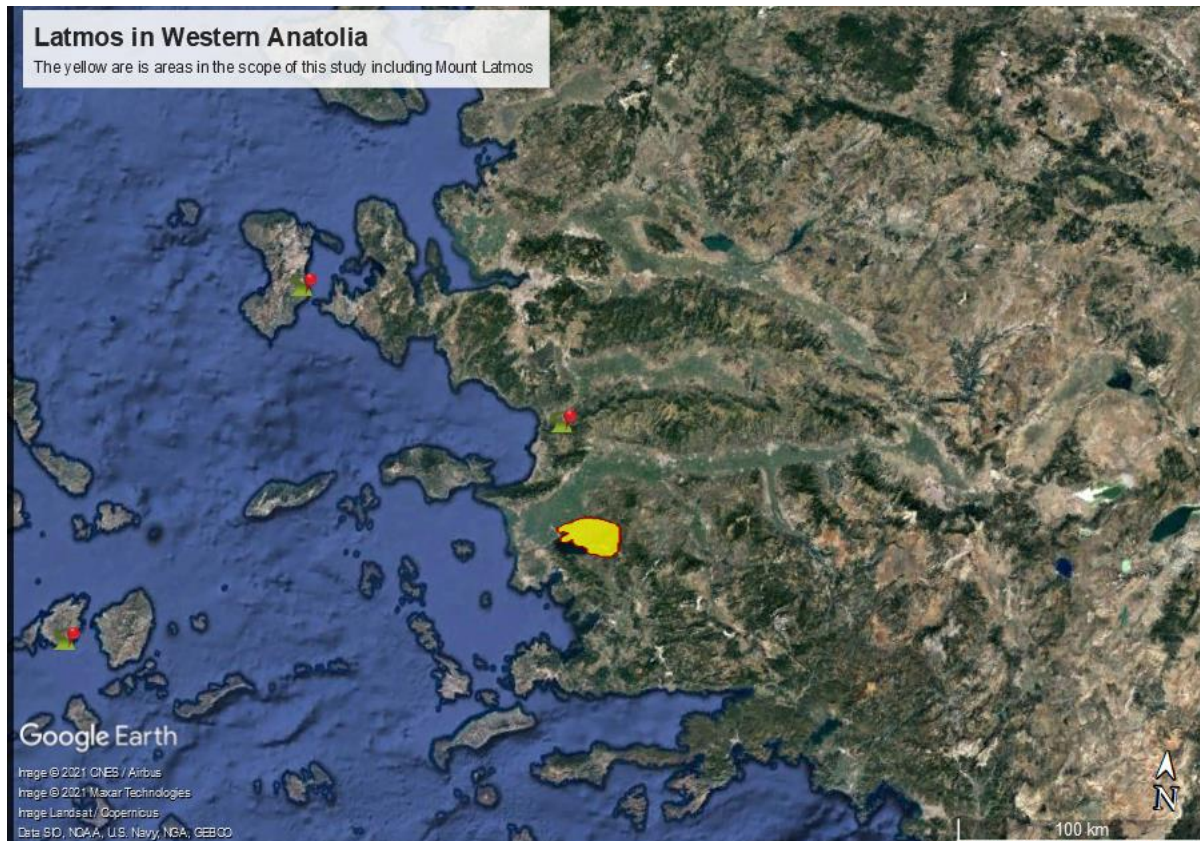 Latmos in Western Anatolia
The yellow are is areas in the scope of this study including Mount Latmos
Google Earth
Image © 2021 CNES / Airbus
Image © 2021 Maxar Technologies
Image Landsat / Copernicus
Data SIO, NOAA, U.S. Navy, NGA, GEBCO
N
100 km